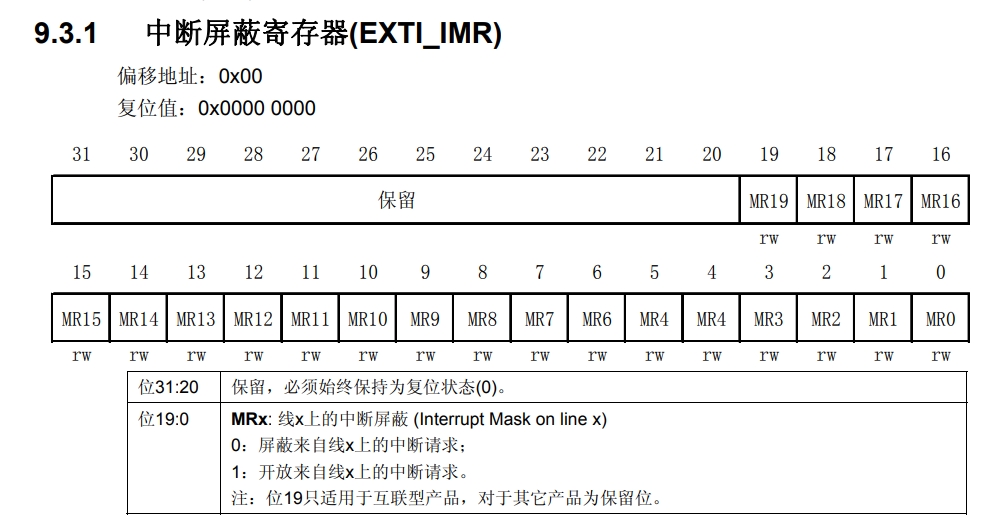 9.3.1 中断屏蔽寄存器(EXTI_IMR)
偏移地址：0x00
复位值：0x0000 0000
31 30 29 28 27 26 25 24 23 22 21 20 19 18 17 16
保留 MR19 MR18 MR17 MR16
rw rw rw rw
15 14 13 12 11 10 9 8 7 6 5 4 3 2 1 0
MR15 MR14 MR13 MR12 MR11 MR10 MR9 MR8 MR7 MR6 MR4 MR4 MR3 MR2 MR1 MR0
rw rw rw rw rw rw rw rw rw rw rw rw rw rw rw rw
位31:20 保留，必须始终保持为复位状态(0)。
位19:0 MRx: 线x上的中断屏蔽 (Interrupt Mask on line x)
0：屏蔽来自线x上的中断请求；
1：开放来自线x上的中断请求。
注：位19只适用于互联型产品，对于其它产品为保留位。